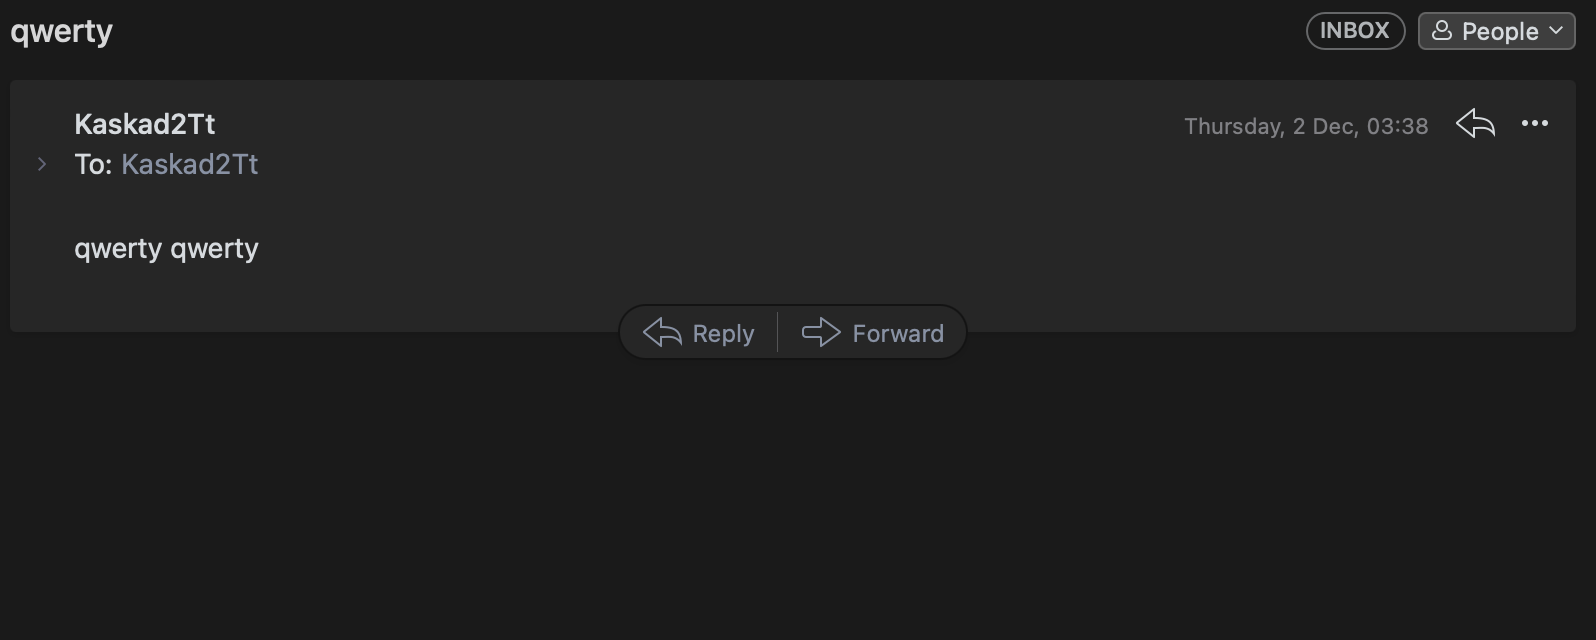 qwerty
INBOX
People
Kaskad2Tt
Thursday, 2 Dec, 03:38
To: Kaskad2Tt
qwerty qwerty
Reply
Forward